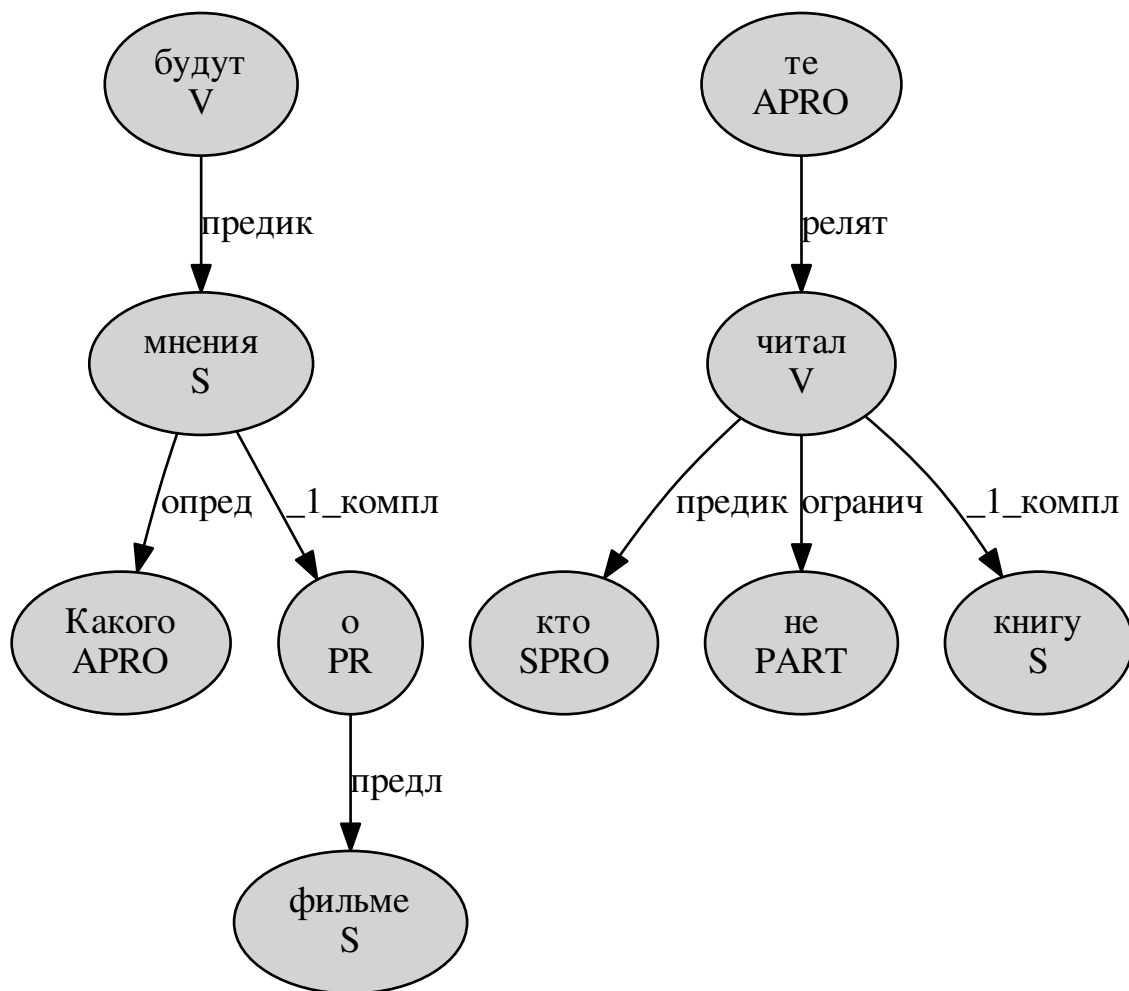 будут
V
те
APRO
предик
релят
мнения
S
читал
V
опред
_1_компл
предик
огранич
_1_компл
Какого
APRO
о
PR
кто
SPRO
не
PART
книгу
S
предл
фильме
S